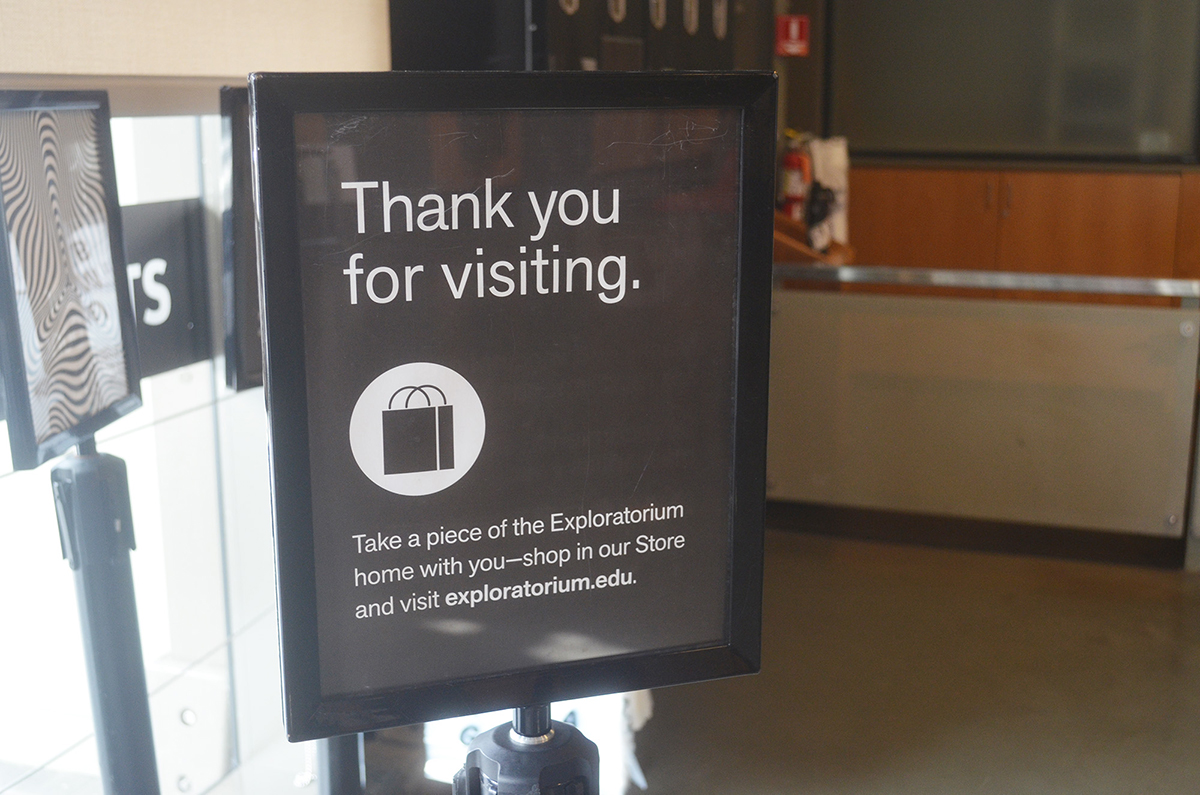 Thank you
for visiting.
Take a piece of the Exploratorium
home with you—shop in our Store
and visit exploratorium.edu.
TS